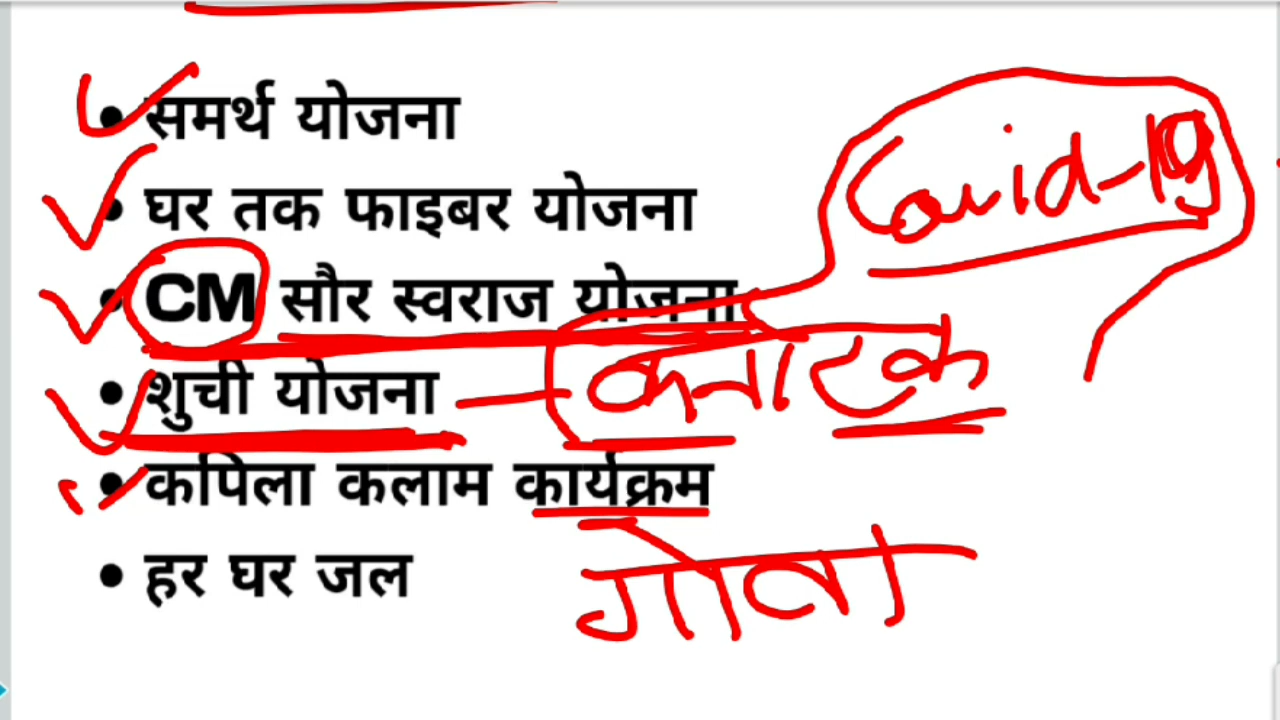 समर्थ योजना
घर तक फाइबर योजना
Covid-19
CM सौर स्वराज योजना
शुची योजना
कर्नाटक
कपिला कलाम कार्यक्रम
हर घर जल
गोवा